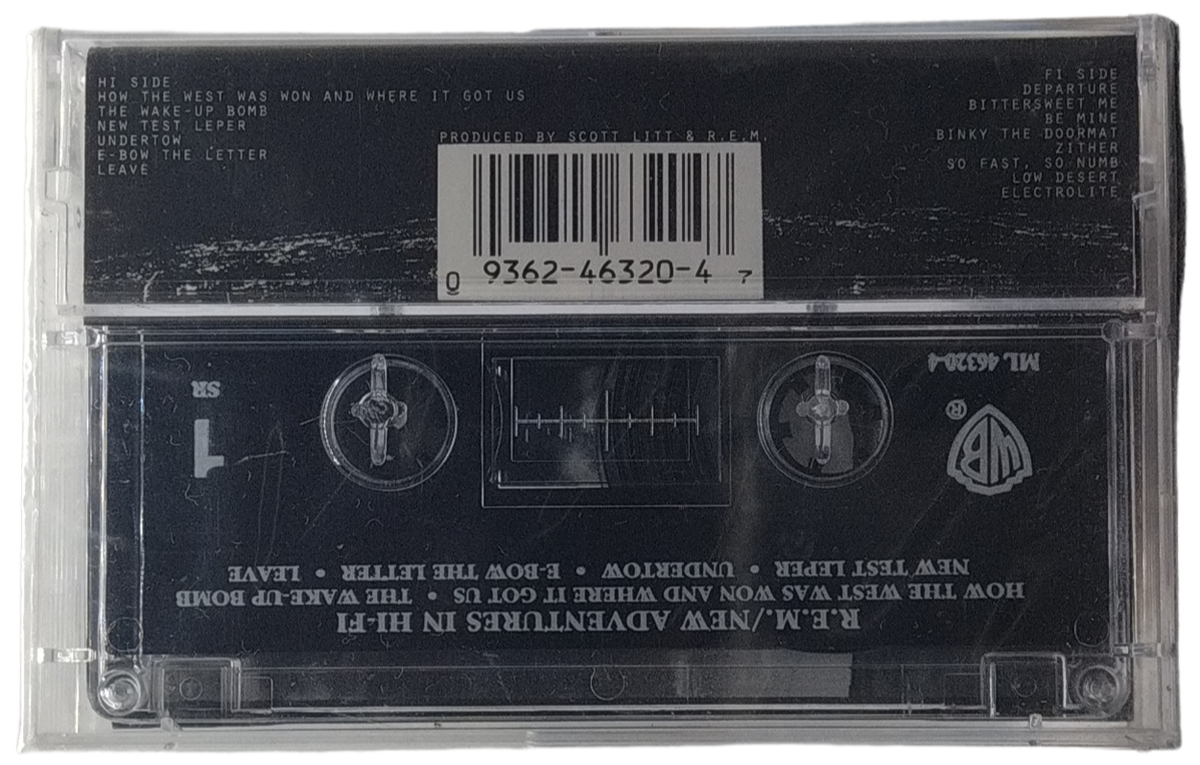 HI SIDE
HOW THE WEST WAS WON AND WHERE IT GOT US
THE WAKE-UP BOMB
NEW TEST LEPER
UNDERTOW
E-BOW THE LETTER
LEAVE
FI SIDE
DEPARTURE
BITTERSWEET ME
BE MINE
BINKY THE DOORMAT
ZITHER
SO FAST, SO NUMB
LOW DESERT
ELECTROLITE
PRODUCED BY SCOTT LITT & R.E.M.
0 9362-46320-4 7
R.E.M./NEW ADVENTURES IN HI-FI
HOW THE WEST WAS WON AND WHERE IT GOT US • THE WAKE-UP BOMB
NEW TEST LEPER • UNDERTOW • E-BOW THE LETTER • LEAVE
WB ®
1
SR
ML 46320-4